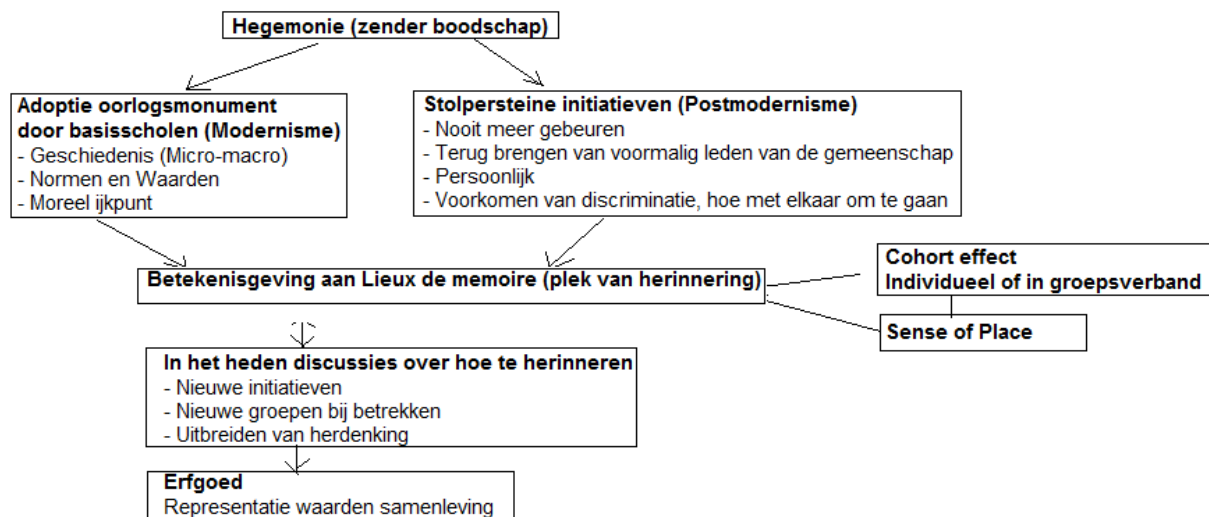 Hegemonie (zender boodschap)
Adoptie oorlogsmonument
door basisscholen (Modernisme)
- Geschiedenis (Micro-macro)
- Normen en Waarden
- Moreel ijkpunt
Stolpersteine initiatieven (Postmodernisme)
- Nooit meer gebeuren
- Terug brengen van voormalig leden van de gemeenschap
- Persoonlijk
- Voorkomen van discriminatie, hoe met elkaar om te gaan
Betekenisgeving aan Lieux de memoire (plek van herinnering)
Cohort effect
Individueel of in groepsverband
Sense of Place
In het heden discussies over hoe te herinneren
- Nieuwe initiatieven
- Nieuwe groepen bij betrekken
- Uitbreiden van herdenking
Erfgoed
Representatie waarden samenleving